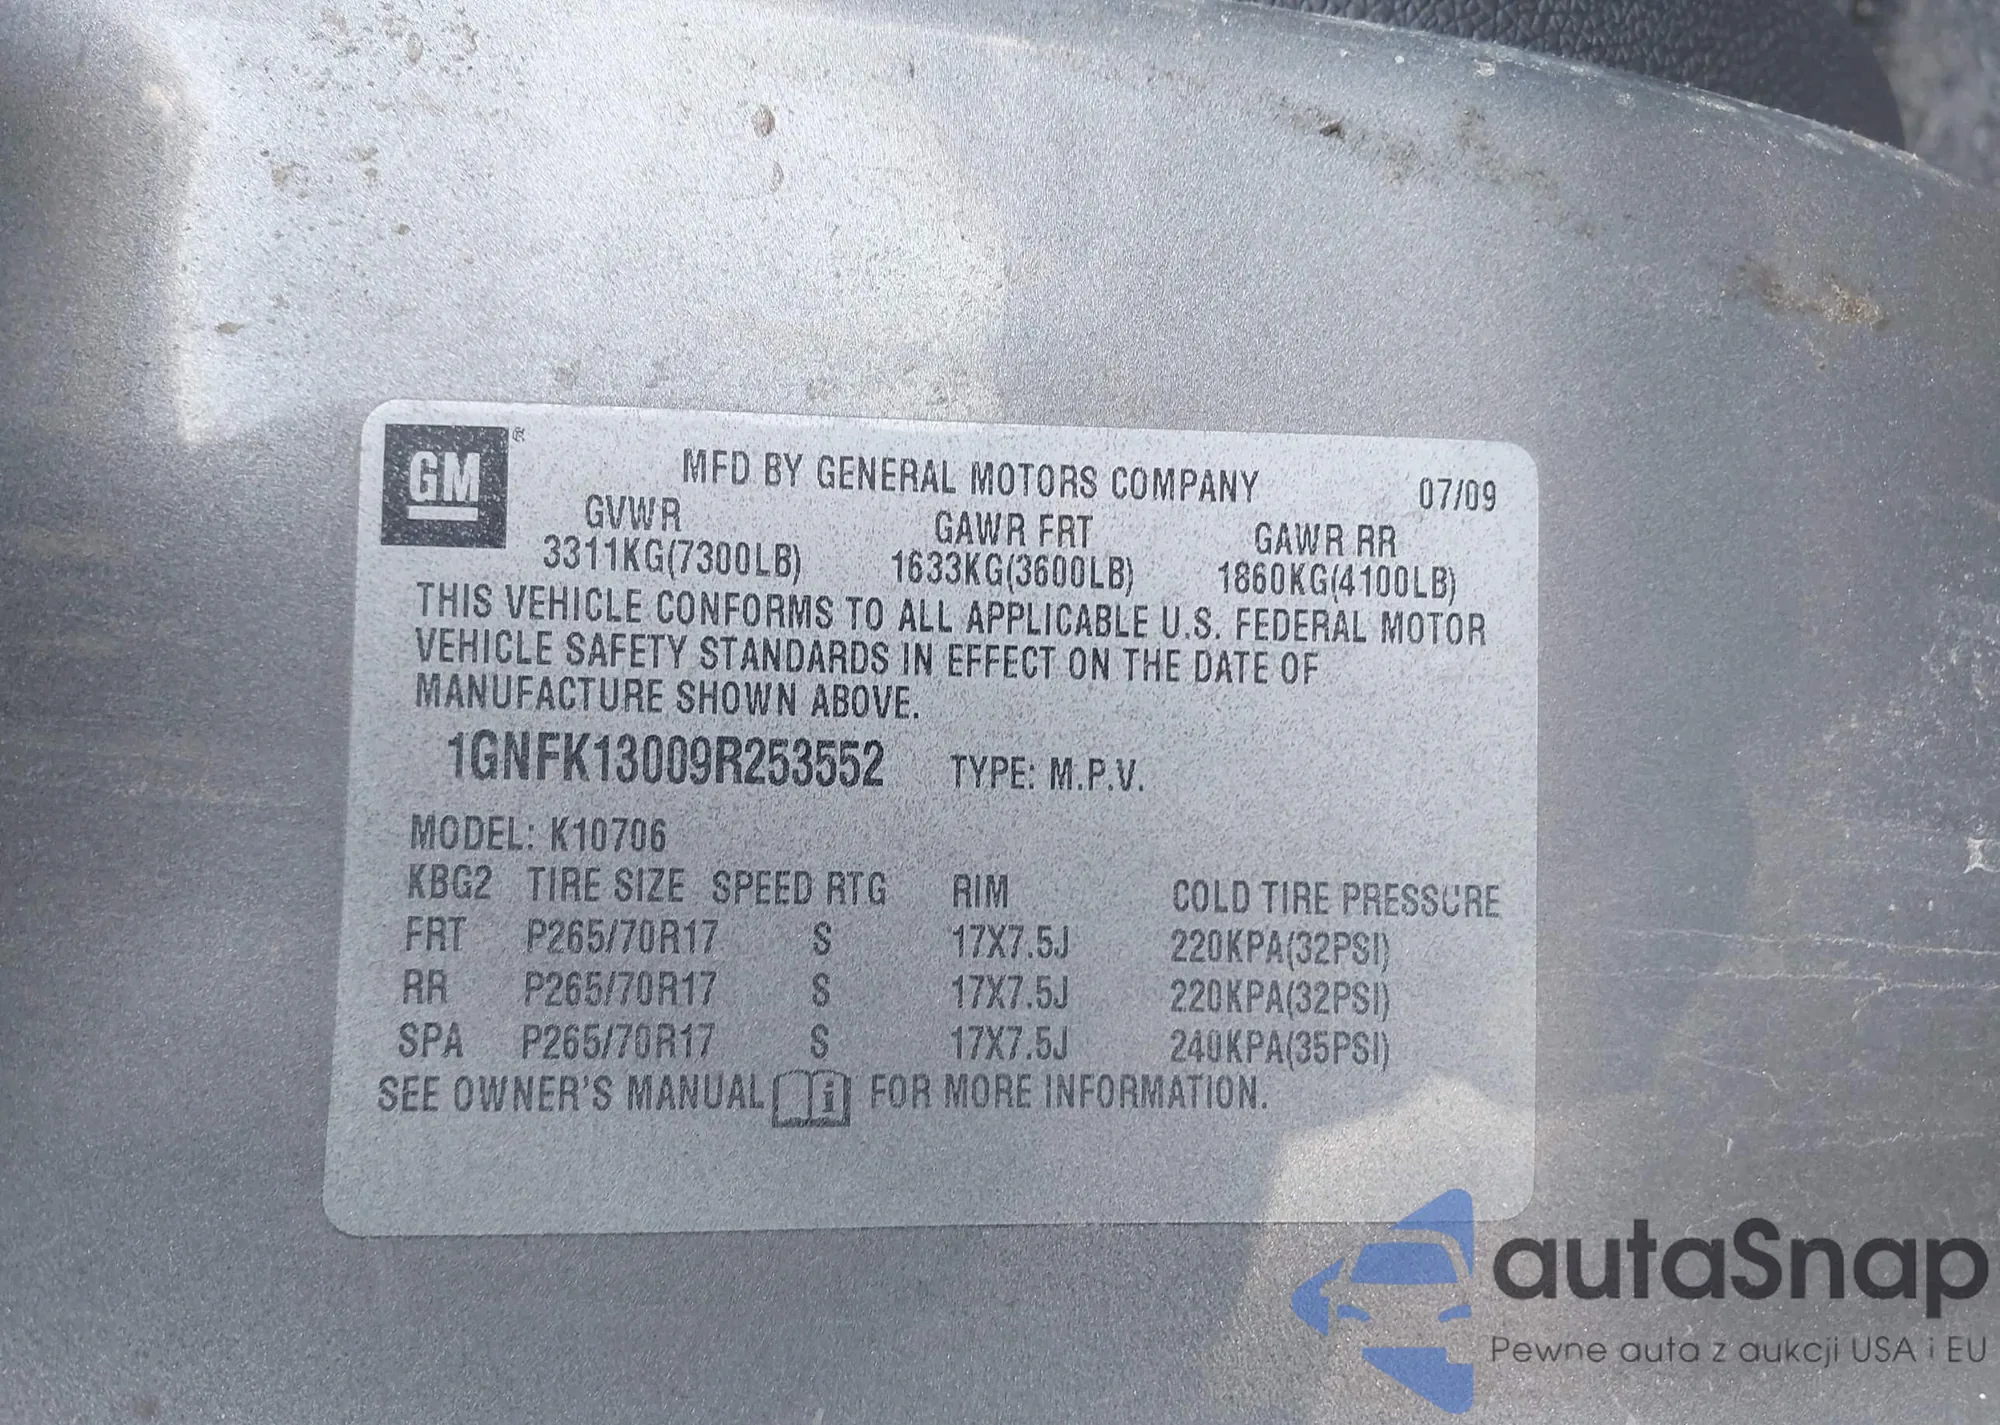 GM ®
MFD BY GENERAL MOTORS COMPANY 07/09
GVWR GAWR FRT GAWR RR
3311KG(7300LB) 1633KG(3600LB) 1860KG(4100LB)
THIS VEHICLE CONFORMS TO ALL APPLICABLE U.S. FEDERAL MOTOR
VEHICLE SAFETY STANDARDS IN EFFECT ON THE DATE OF
MANUFACTURE SHOWN ABOVE.
1GNFK13009R253552 TYPE: M.P.V.
MODEL: K10706
KBG2 TIRE SIZE SPEED RTG RIM COLD TIRE PRESSURE
FRT P265/70R17 S 17X7.5J 220KPA(32PSI)
RR P265/70R17 S 17X7.5J 220KPA(32PSI)
SPA P265/70R17 S 17X7.5J 240KPA(35PSI)
SEE OWNER'S MANUAL i FOR MORE INFORMATION.
autaSnap
Pewne auta z aukcji USA i EU